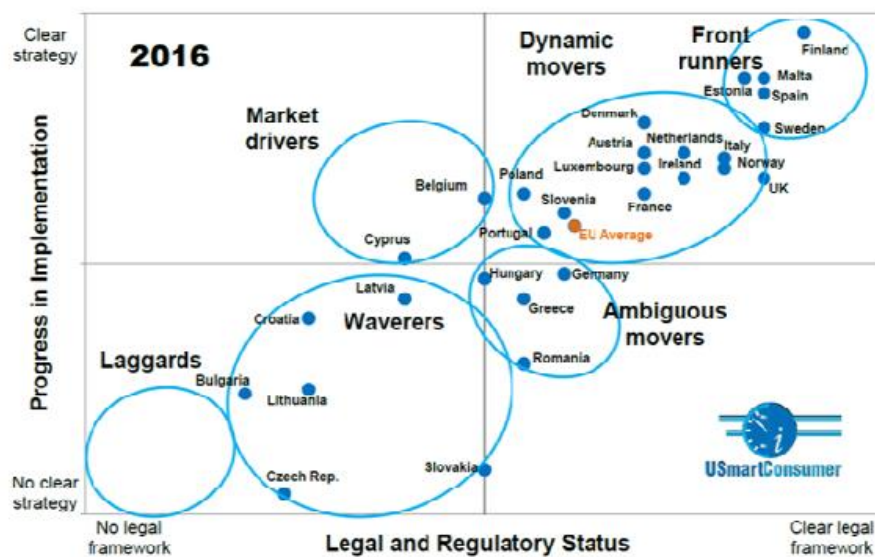 Clear
strategy
2016
Dynamic
movers
Front
runners
Finland
Estonia
Malta
Spain
Sweden
Market
drivers
Denmark
Austria
Netherlands
Italy
Luxembourg
Ireland
Norway
UK
Belgium
Poland
Slovenia
France
Portugal
EU Average
Cyprus
Progress in Implementation
Hungary
Germany
Latvia
Greece
Ambiguous
movers
Croatia
Waverers
Laggards
Romania
Bulgaria
Lithuania
Slovakia
Czech Rep.
i
USmartConsumer
No clear
strategy
No legal
framework
Legal and Regulatory Status
Clear legal
framework